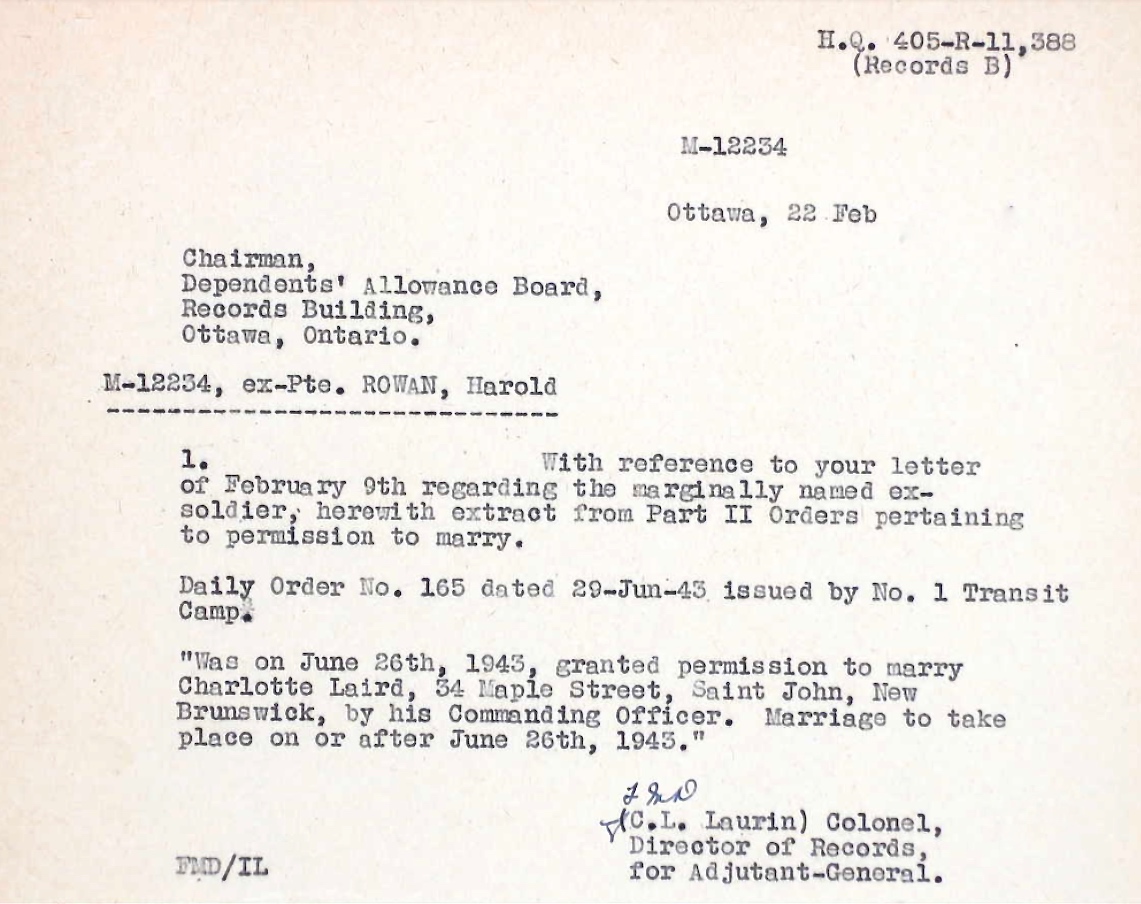 H.Q. 405-R-11,388
(Records B)
M-12234
Ottawa, 22 Feb
Chairman,
Dependents' Allowance Board,
Records Building,
Ottawa, Ontario.
M-12234, ex-Pte. ROWAN, Harold
------------------------------
1. With reference to your letter
of February 9th regarding the marginally named ex-
soldier, herewith extract from Part II Orders pertaining
to permission to marry.
Daily Order No. 165 dated 29-Jun-43 issued by No. 1 Transit
Camp.
"Was on June 26th, 1943, granted permission to marry
Charlotte Laird, 34 Maple Street, Saint John, New
Brunswick, by his Commanding Officer. Marriage to take
place on or after June 26th, 1943."
(C.L. Laurin) Colonel,
Director of Records,
FMD/IL for Adjutant-General.